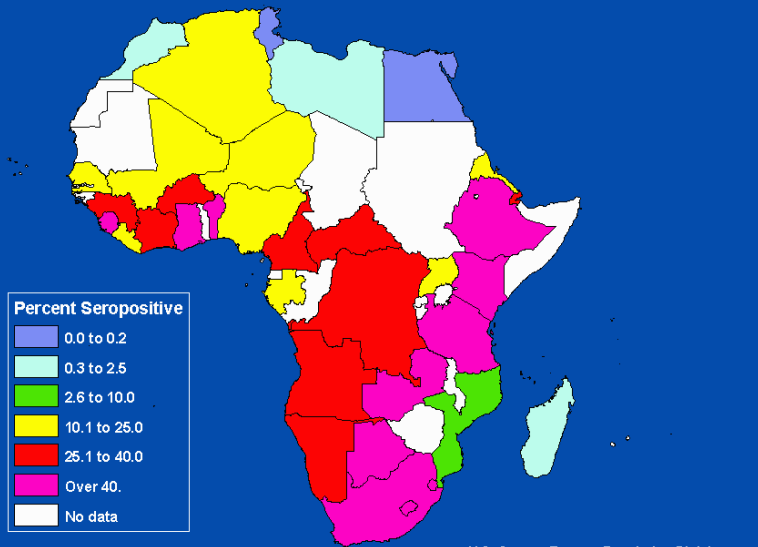 Percent Seropositive
0.0 to 0.2
0.3 to 2.5
2.6 to 10.0
10.1 to 25.0
25.1 to 40.0
Over 40.
No data